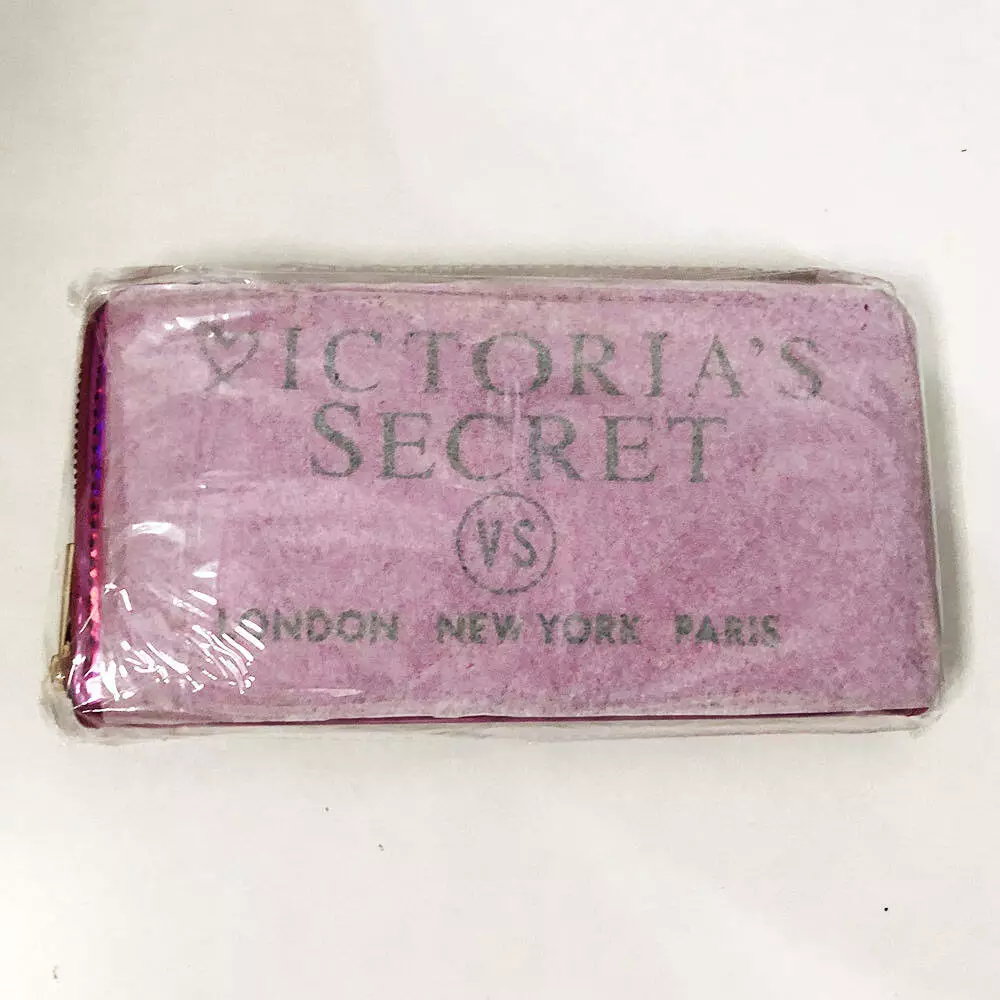 VICTORIA'S
SECRET
VS
LONDON NEW YORK PARIS